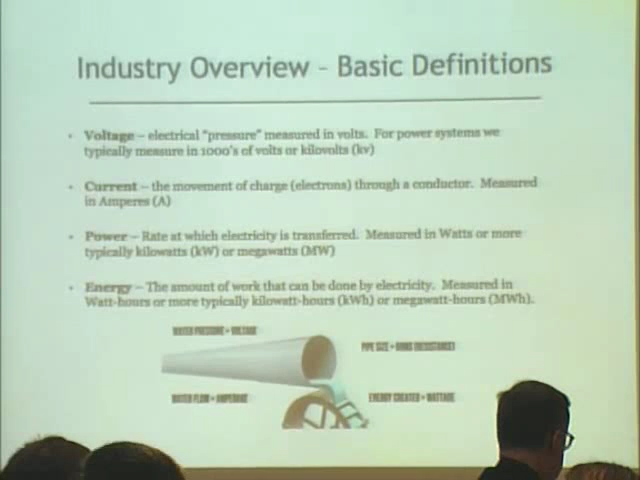 Industry Overview - Basic Definitions
• Voltage – electrical "pressure" measured in volts. For power systems we
typically measure in 1000's of volts or kilovolts (kv)
• Current – the movement of charge (electrons) through a conductor. Measured
in Amperes (A)
• Power – Rate at which electricity is transferred. Measured in Watts or more
typically kilowatts (kW) or megawatts (MW)
• Energy – The amount of work that can be done by electricity. Measured in
Watt-hours or more typically kilowatt-hours (kWh) or megawatt-hours (MWh).
WATER PRESSURE = VOLTAGE
PIPE SIZE = OHMS (RESISTANCE)
WATER FLOW = AMPERAGE
ENERGY CREATED = WATTAGE